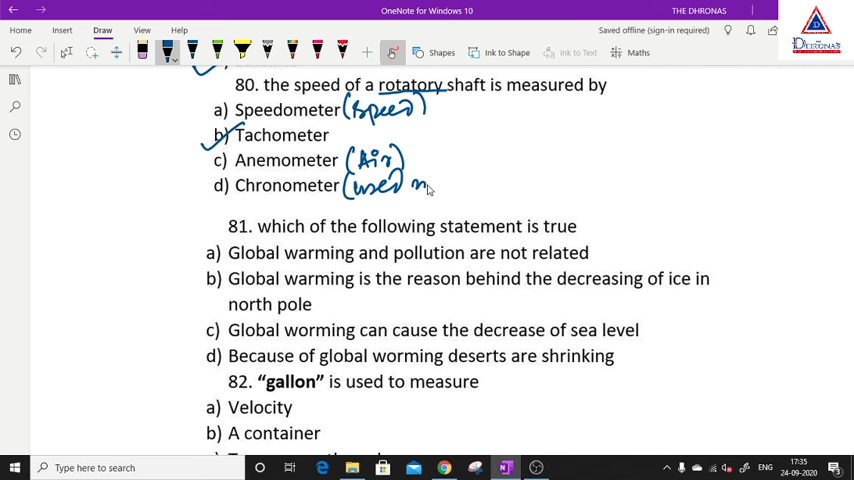 OneNote for Windows 10
THE DHRONAS
Home Insert Draw View Help
Saved offline (sign-in required)
Shapes Ink to Shape Ink to Text Maths
DHRONAS
80. the speed of a rotatory shaft is measured by
a) Speedometer (Speed)
b) Tachometer
c) Anemometer (Air)
d) Chronometer (used
81. which of the following statement is true
a) Global warming and pollution are not related
b) Global warming is the reason behind the decreasing of ice in
north pole
c) Global worming can cause the decrease of sea level
d) Because of global worming deserts are shrinking
82. “gallon” is used to measure
a) Velocity
b) A container
Type here to search
ENG
17:35
24-09-2020